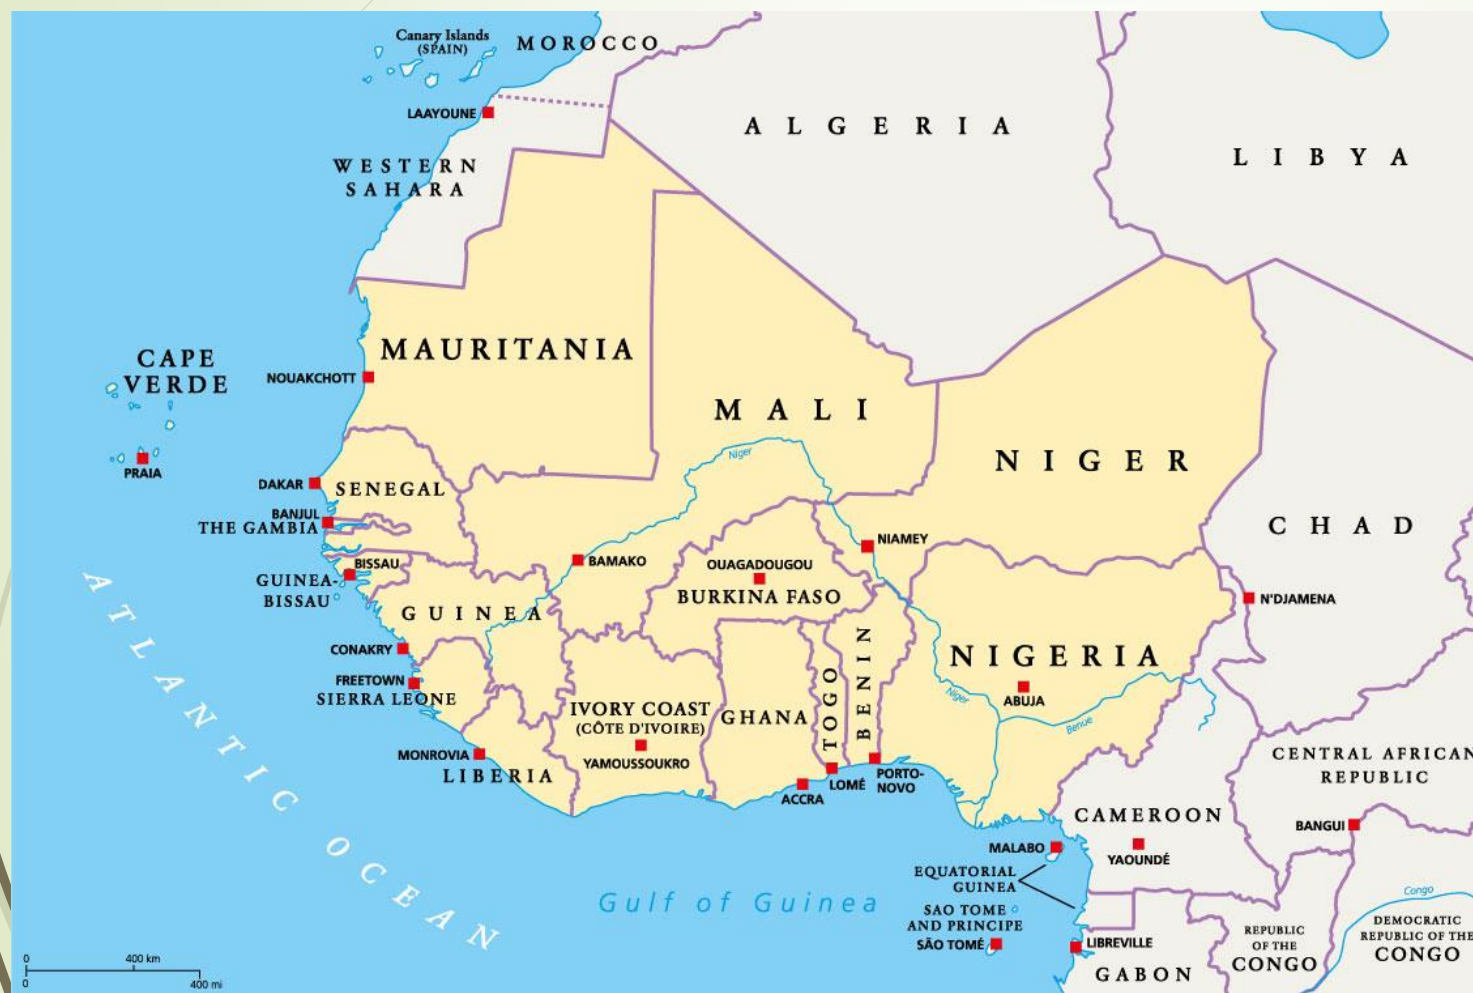 Canary Islands
(SPAIN)
MOROCCO
LAAYOUNE
ALGERIA
LIBYA
WESTERN
SAHARA
MAURITANIA
CAPE
VERDE
NOUAKCHOTT
MALI
NIGER
Niger
PRAIA
DAKAR
SENEGAL
BANJUL
THE GAMBIA
CHAD
NIAMEY
BISSAU
BAMAKO
OUAGADOUGOU
GUINEA-
BISSAU
BURKINA FASO
N'DJAMENA
GUINEA
CONAKRY
NIGERIA
FREETOWN
SIERRA LEONE
ABUJA
Niger
Benue
IVORY COAST
(CÔTE D'IVOIRE)
GHANA
TOGO
BENIN
YAMOUSSOUKRO
MONROVIA
LIBERIA
ACCRA
LOMÉ
PORTO-
NOVO
CENTRAL AFRICAN
REPUBLIC
CAMEROON
BANGUI
YAOUNDÉ
MALABO
EQUATORIAL
GUINEA
ATLANTIC OCEAN
Gulf of Guinea
SAO TOME
AND PRINCIPE
SÃO TOMÉ
LIBREVILLE
GABON
REPUBLIC
OF THE
CONGO
Congo
DEMOCRATIC
REPUBLIC OF THE
CONGO
0 400 km
0 400 mi